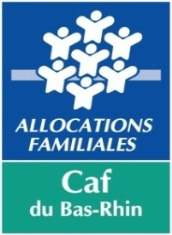 ALLOCATIONS
FAMILIALES
Caf
du Bas-Rhin